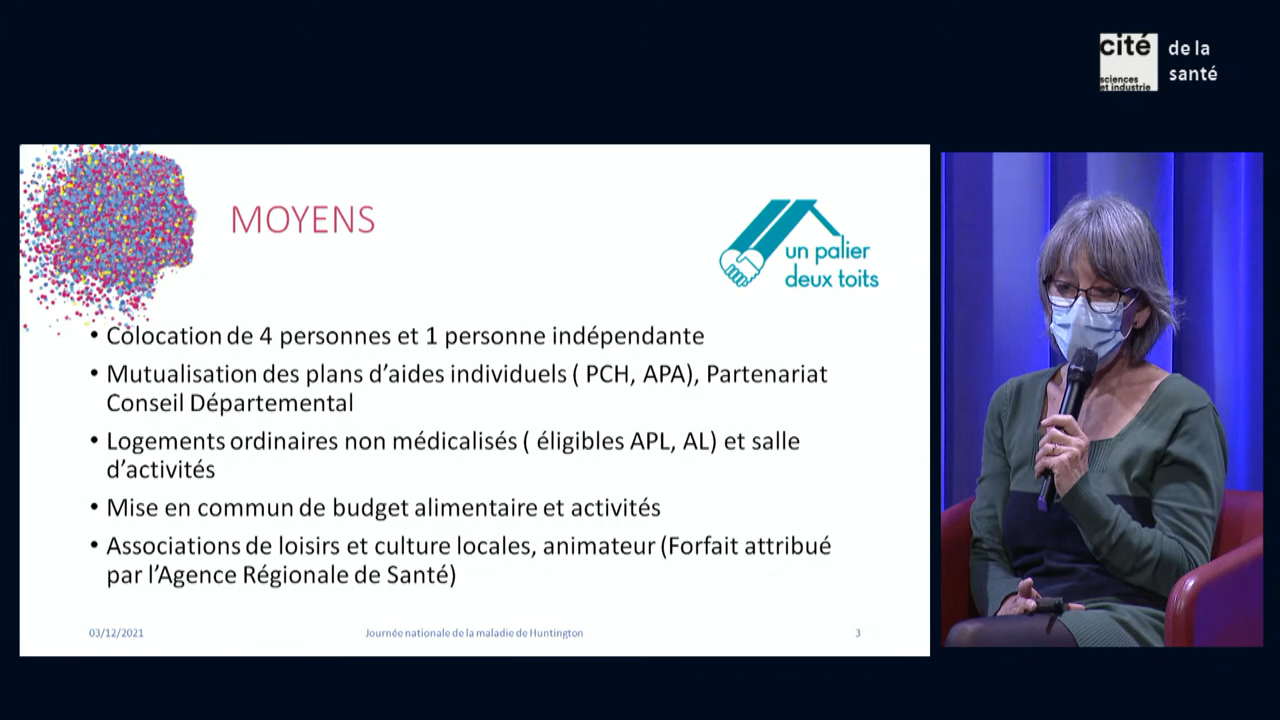 cité
sciences
et industrie
de la
santé
MOYENS
un palier
deux toits
• Colocation de 4 personnes et 1 personne indépendante
• Mutualisation des plans d’aides individuels ( PCH, APA), Partenariat
Conseil Départemental
• Logements ordinaires non médicalisés ( éligibles APL, AL) et salle
d’activités
• Mise en commun de budget alimentaire et activités
• Associations de loisirs et culture locales, animateur (Forfait attribué
par l’Agence Régionale de Santé)
03/12/2021
Journée nationale de la maladie de Huntington
3